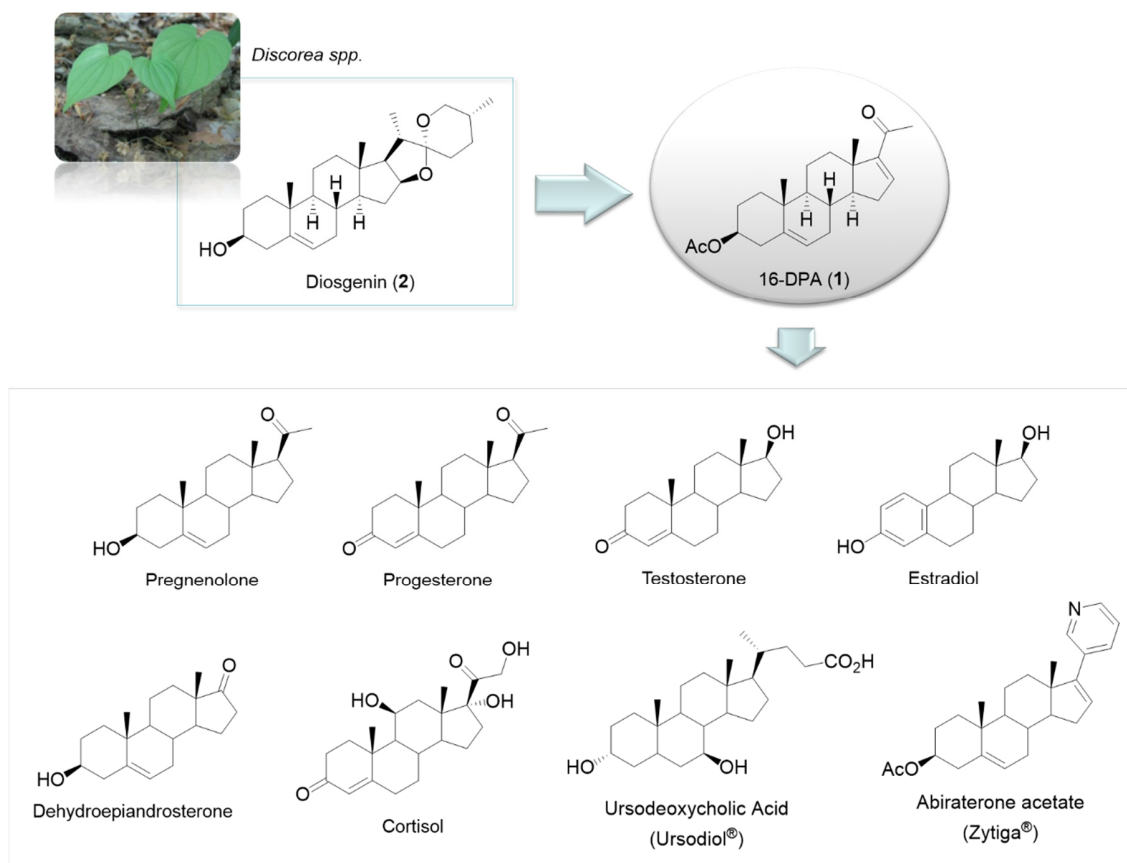 Discorea spp.
O
O
H
H
H
HO
Diosgenin (2)
O
H
H
H
AcO
16-DPA (1)
O
HO
Pregnenolone
O
O
Progesterone
OH
O
Testosterone
OH
HO
Estradiol
O
HO
Dehydroepiandrosterone
OH
O
HO
OH
O
Cortisol
CO2H
HO
OH
Ursodeoxycholic Acid
(Ursodiol®)
N
AcO
Abiraterone acetate
(Zytiga®)